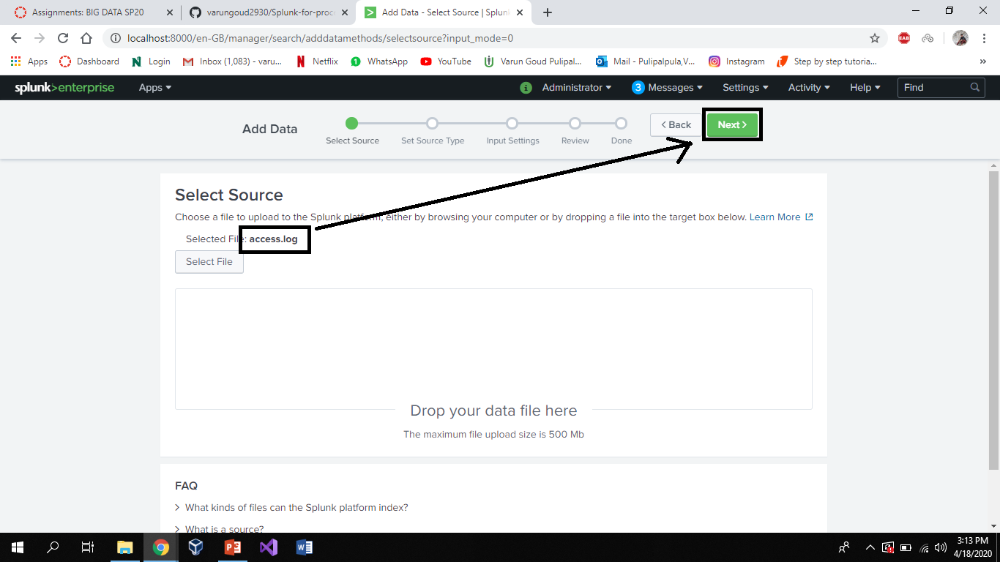 Assignments: BIG DATA SP20
varungoud2930/Splunk-for-proc
Add Data - Select Source | Splun
localhost:8000/en-GB/manager/search/adddatamethods/selectsource?input_mode=0
EAB
Apps Dashboard Login Inbox (1,083) - varu... Netflix WhatsApp YouTube Varun Goud Pulipal... Mail - Pulipalpula,V... Instagram Step by step tutoria... »
splunk>enterprise Apps Administrator 3 Messages Settings Activity Help Find
Add Data
Select Source Set Source Type Input Settings Review Done
< Back Next >
Select Source
Choose a file to upload to the Splunk platform, either by browsing your computer or by dropping a file into the target box below. Learn More
Selected File: access.log
Select File
Drop your data file here
The maximum file upload size is 500 Mb
FAQ
> What kinds of files can the Splunk platform index?
> What is a source?
3:13 PM
4/18/2020